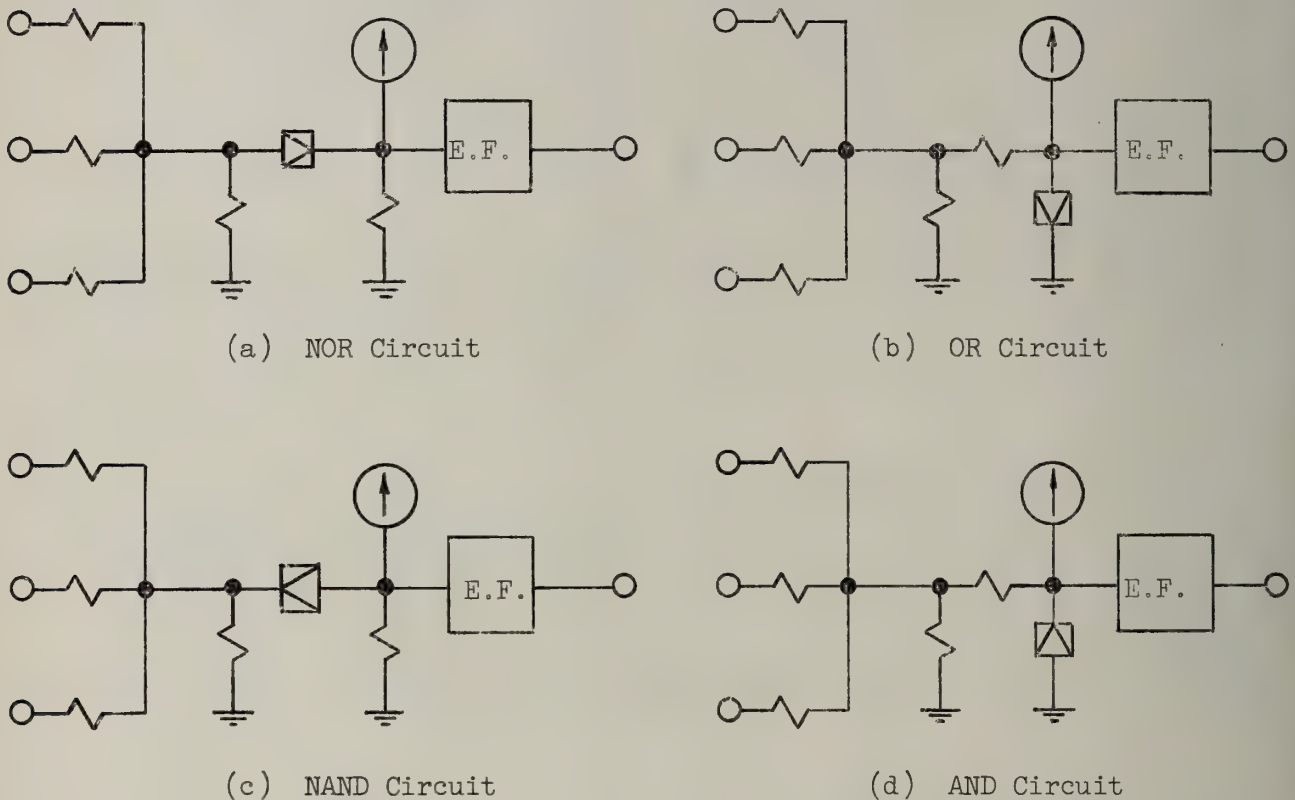 E.F.
E.F.
(a) NOR Circuit
(b) OR Circuit
E.F.
E.F.
(c) NAND Circuit
(d) AND Circuit